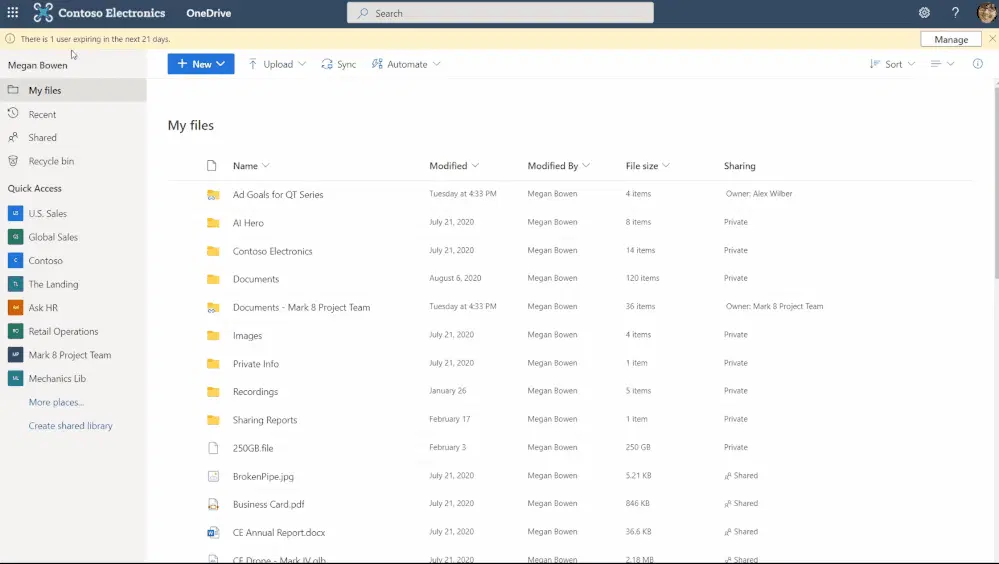 Contoso Electronics OneDrive Search ?
There is 1 user expiring in the next 21 days. Manage
Megan Bowen
My files
Recent
Shared
Recycle bin
Quick Access
U.S. Sales
Global Sales
Contoso
The Landing
Ask HR
Retail Operations
Mark 8 Project Team
Mechanics Lib
More places...
Create shared library
+ New Upload Sync Automate Sort
My files
Name Modified Modified By File size Sharing
Ad Goals for QT Series Tuesday at 4:33 PM Megan Bowen 4 items Owner: Alex Wilber
AI Hero July 21, 2020 Megan Bowen 8 items Private
Contoso Electronics July 21, 2020 Megan Bowen 14 items Private
Documents August 6, 2020 Megan Bowen 120 items Private
Documents - Mark 8 Project Team Tuesday at 4:33 PM Megan Bowen 36 items Owner: Mark 8 Project Team
Images July 21, 2020 Megan Bowen 4 items Private
Private Info July 21, 2020 Megan Bowen 1 item Private
Recordings January 26 Megan Bowen 5 items Private
Sharing Reports February 17 Megan Bowen 1 item Private
250GB.file February 3 Megan Bowen 250 GB Private
BrokenPipe.jpg July 21, 2020 Megan Bowen 5.21 KB Shared
Business Card.pdf July 21, 2020 Megan Bowen 846 KB Shared
CE Annual Report.docx July 21, 2020 Megan Bowen 36.6 KB Shared
CE Drone - Mark IV.glb July 21, 2020 Megan Bowen 2.18 MB Shared